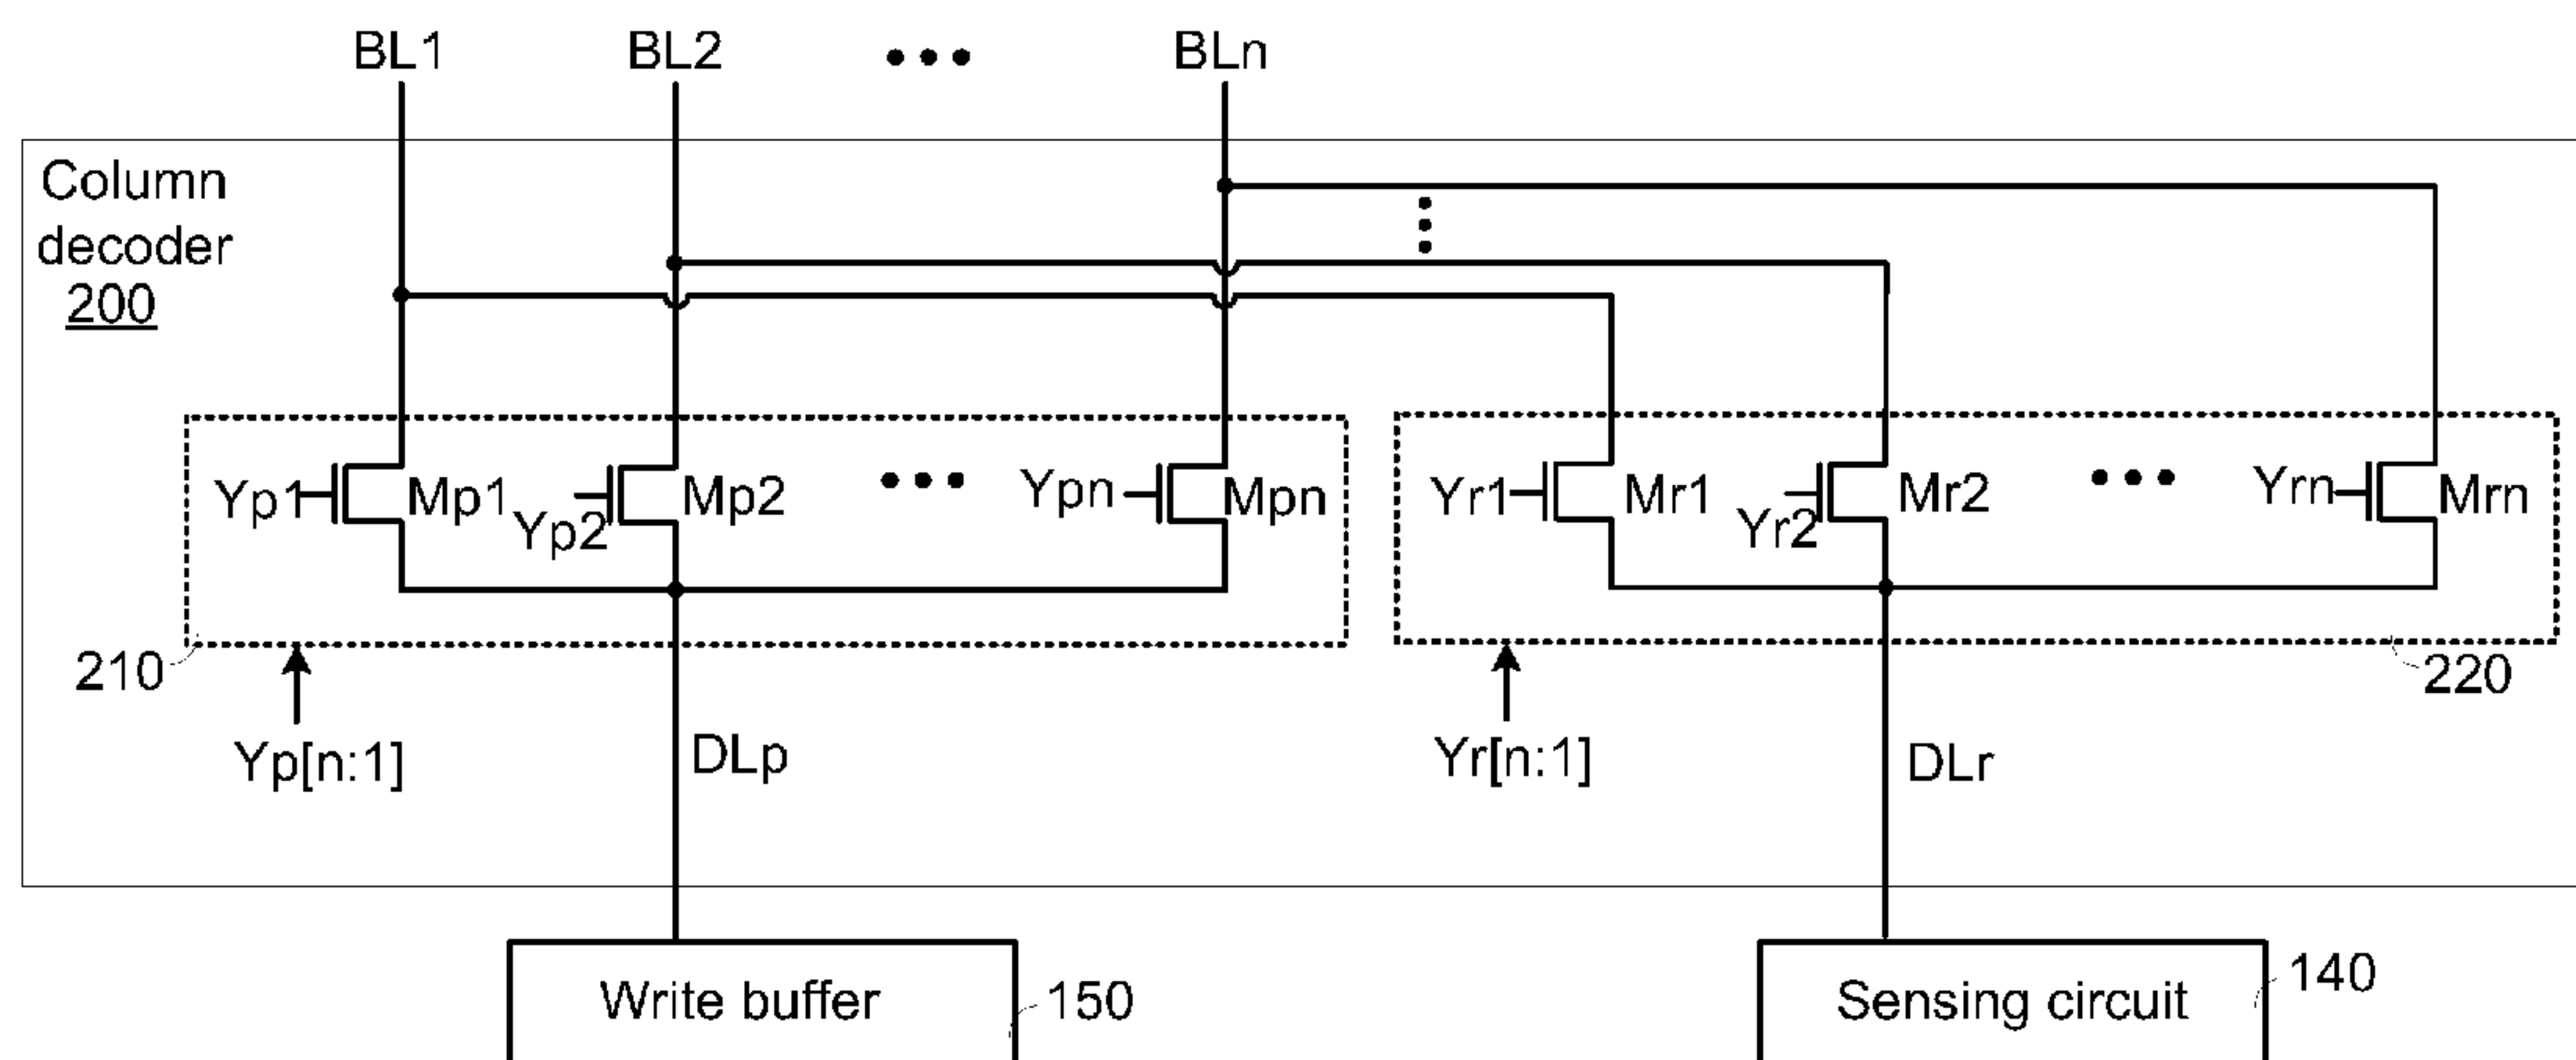 BL1 BL2 ••• BLn
Column
decoder
200
Yp1 Mp1 Yp2 Mp2 ••• Ypn Mpn Yr1 Mr1 Yr2 Mr2 ••• Yrn Mrn
210 220
Yp[n:1] DLp Yr[n:1] DLr
Write buffer 150 Sensing circuit 140